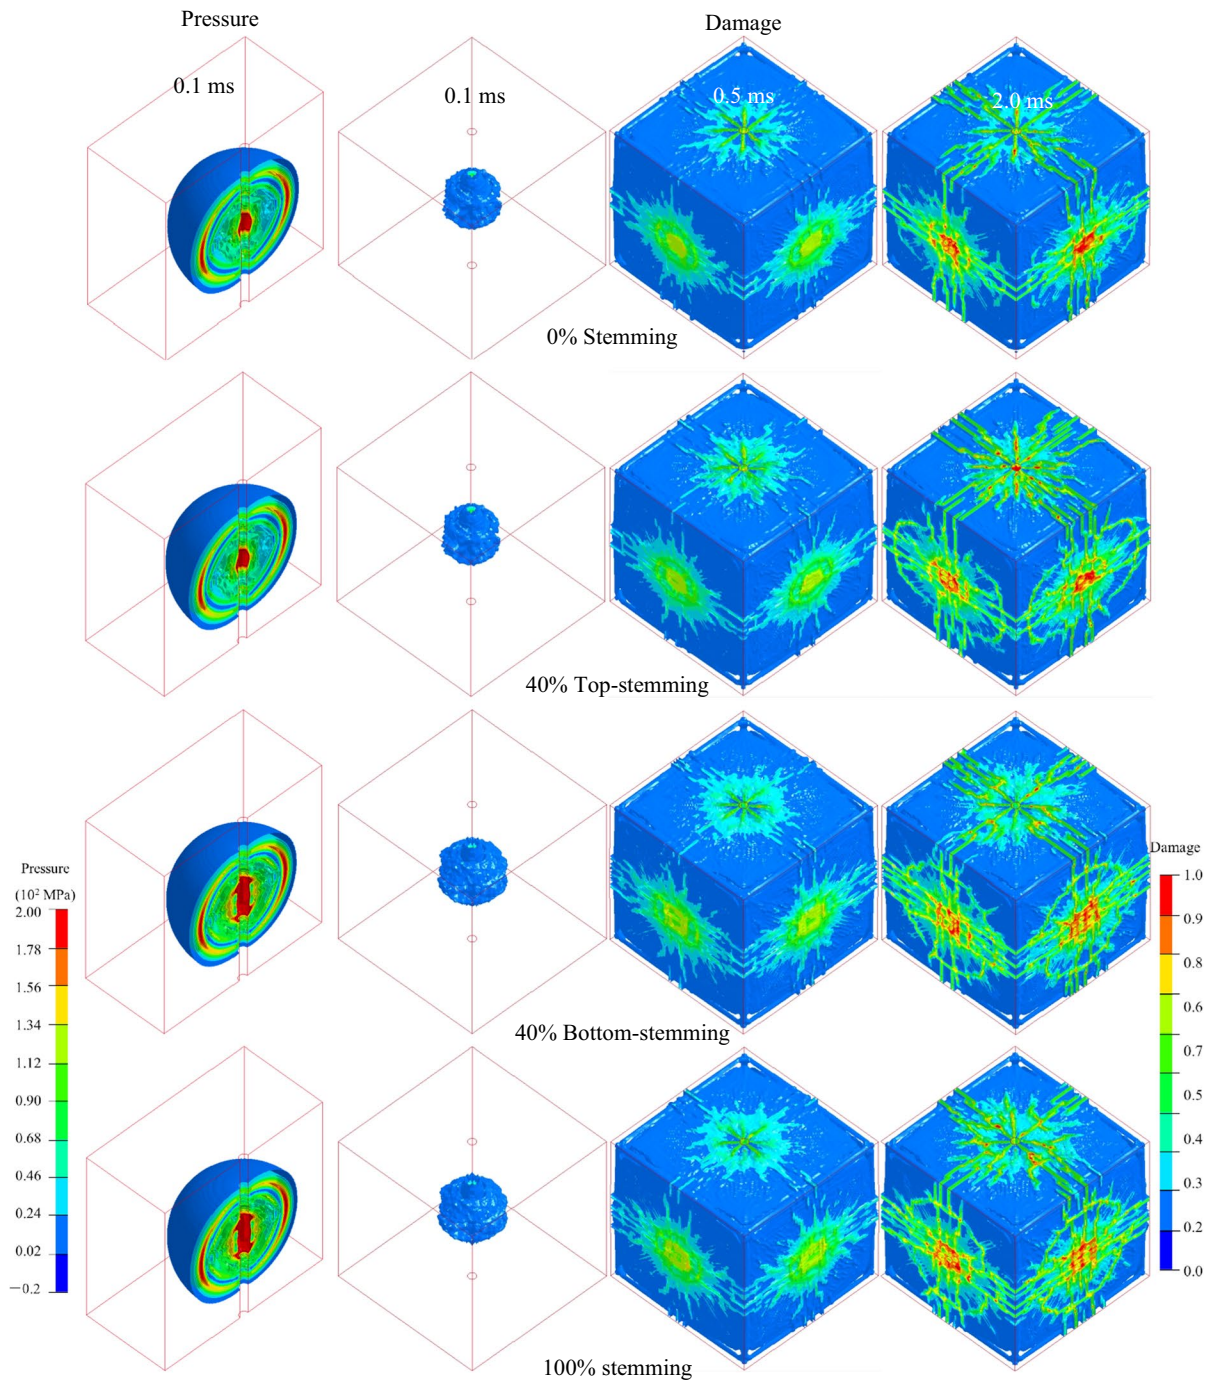 Pressure
Damage
0.1 ms
0.1 ms
0.5 ms
2.0 ms
0% Stemming
40% Top-stemming
40% Bottom-stemming
100% stemming
Pressure
(10² MPa)
2.00
1.78
1.56
1.34
1.12
0.90
0.68
0.46
0.24
0.02
−0.2
Damage
1.0
0.9
0.8
0.6
0.7
0.5
0.4
0.3
0.2
0.0